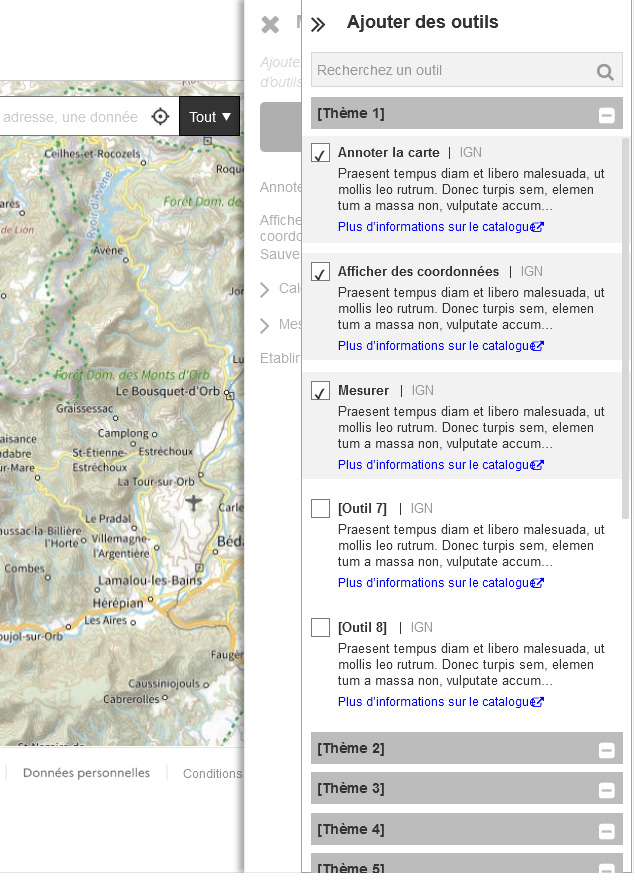 Ajouter des outils
Recherchez un outil
[Thème 1]
Annoter la carte | IGN
Praesent tempus diam et libero malesuada, ut
mollis leo rutrum. Donec turpis sem, elemen
tum a massa non, vulputate accum…
Plus d’informations sur le catalogue
Afficher des coordonnées | IGN
Praesent tempus diam et libero malesuada, ut
mollis leo rutrum. Donec turpis sem, elemen
tum a massa non, vulputate accum…
Plus d’informations sur le catalogue
Mesurer | IGN
Praesent tempus diam et libero malesuada, ut
mollis leo rutrum. Donec turpis sem, elemen
tum a massa non, vulputate accum…
Plus d’informations sur le catalogue
[Outil 7] | IGN
Praesent tempus diam et libero malesuada, ut
mollis leo rutrum. Donec turpis sem, elemen
tum a massa non, vulputate accum…
Plus d’informations sur le catalogue
[Outil 8] | IGN
Praesent tempus diam et libero malesuada, ut
mollis leo rutrum. Donec turpis sem, elemen
tum a massa non, vulputate accum…
Plus d’informations sur le catalogue
[Thème 2]
[Thème 3]
[Thème 4]
[Thème 5]
Ajoute
d'outils
Annote
Affiche
coordo
Sauve
Cal
Mes
Etablir
adresse, une donnée
Tout
Ceilhes-et-Rocozels
Roque
Forêt Dom. de
R. voir d'Avène
arès
de Lion
Avène
Jon
Lu
Forêt Dom. des Monts d'Orb
Le Bousquet-d'Orb
Graissessac
Camplong
aisance
ndabre
ur-Mare
St-Étienne-
Estréchoux
Estréchoux
La Tour-sur-Orb
Carle
Le Pradal
aussac-la-Billière
l'Horte
Villemagne-
l'Argentière
Béda
Combes
Lamalou-les-Bains
Hérépian
Les Aires
oujol-sur-Orb
Fauger
Caussiniojouls
Cabrerolles
Données personnelles
Conditions